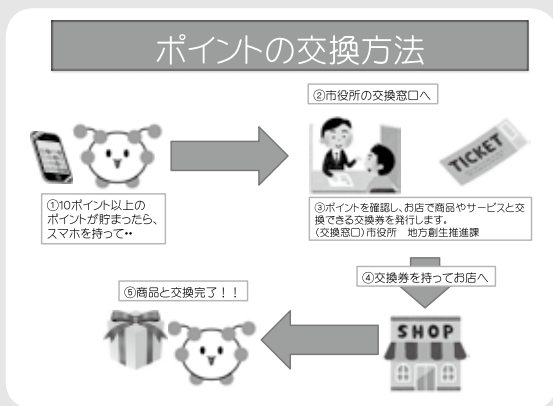 ポイントの交換方法
②市役所の交換窓口へ
TICKET
①10ポイント以上の
ポイントが貯まったら、
スマホを持って・・
③ポイントを確認し、お店で商品やサービスと交
換できる交換券を発行します。
（交換窓口）市役所　地方創生推進課
④交換券を持ってお店へ
⑤商品と交換完了！！
SHOP